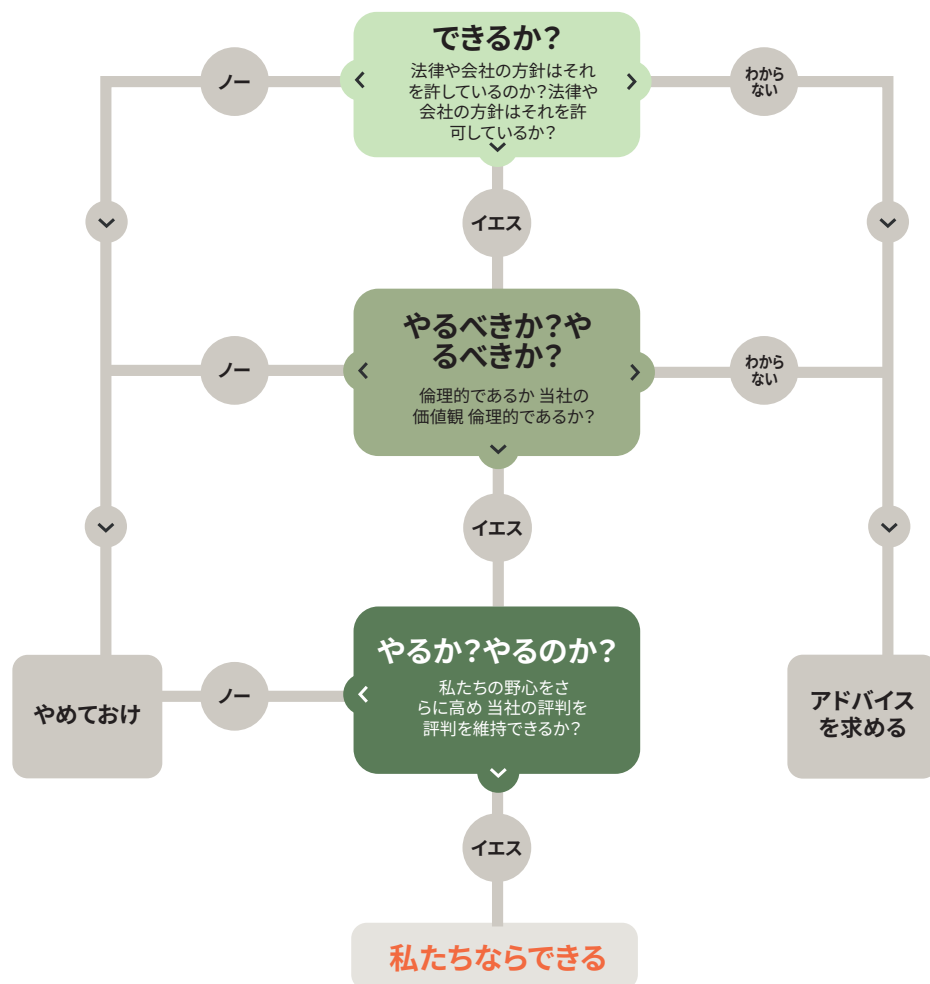 できるか？
法律や会社の方針はそれ
を許しているのか？法律や
会社の方針はそれを許
可しているか？
ノー
わから
ない
イエス
やるべきか？や
るべきか？
倫理的であるか 当社の
価値観 倫理的であるか？
ノー
わから
ない
イエス
やるか？やるのか？
私たちの野心をさ
らに高め 当社の評判を
評判を維持できるか？
ノー
やめておけ
アドバイス
を求める
イエス
私たちならできる